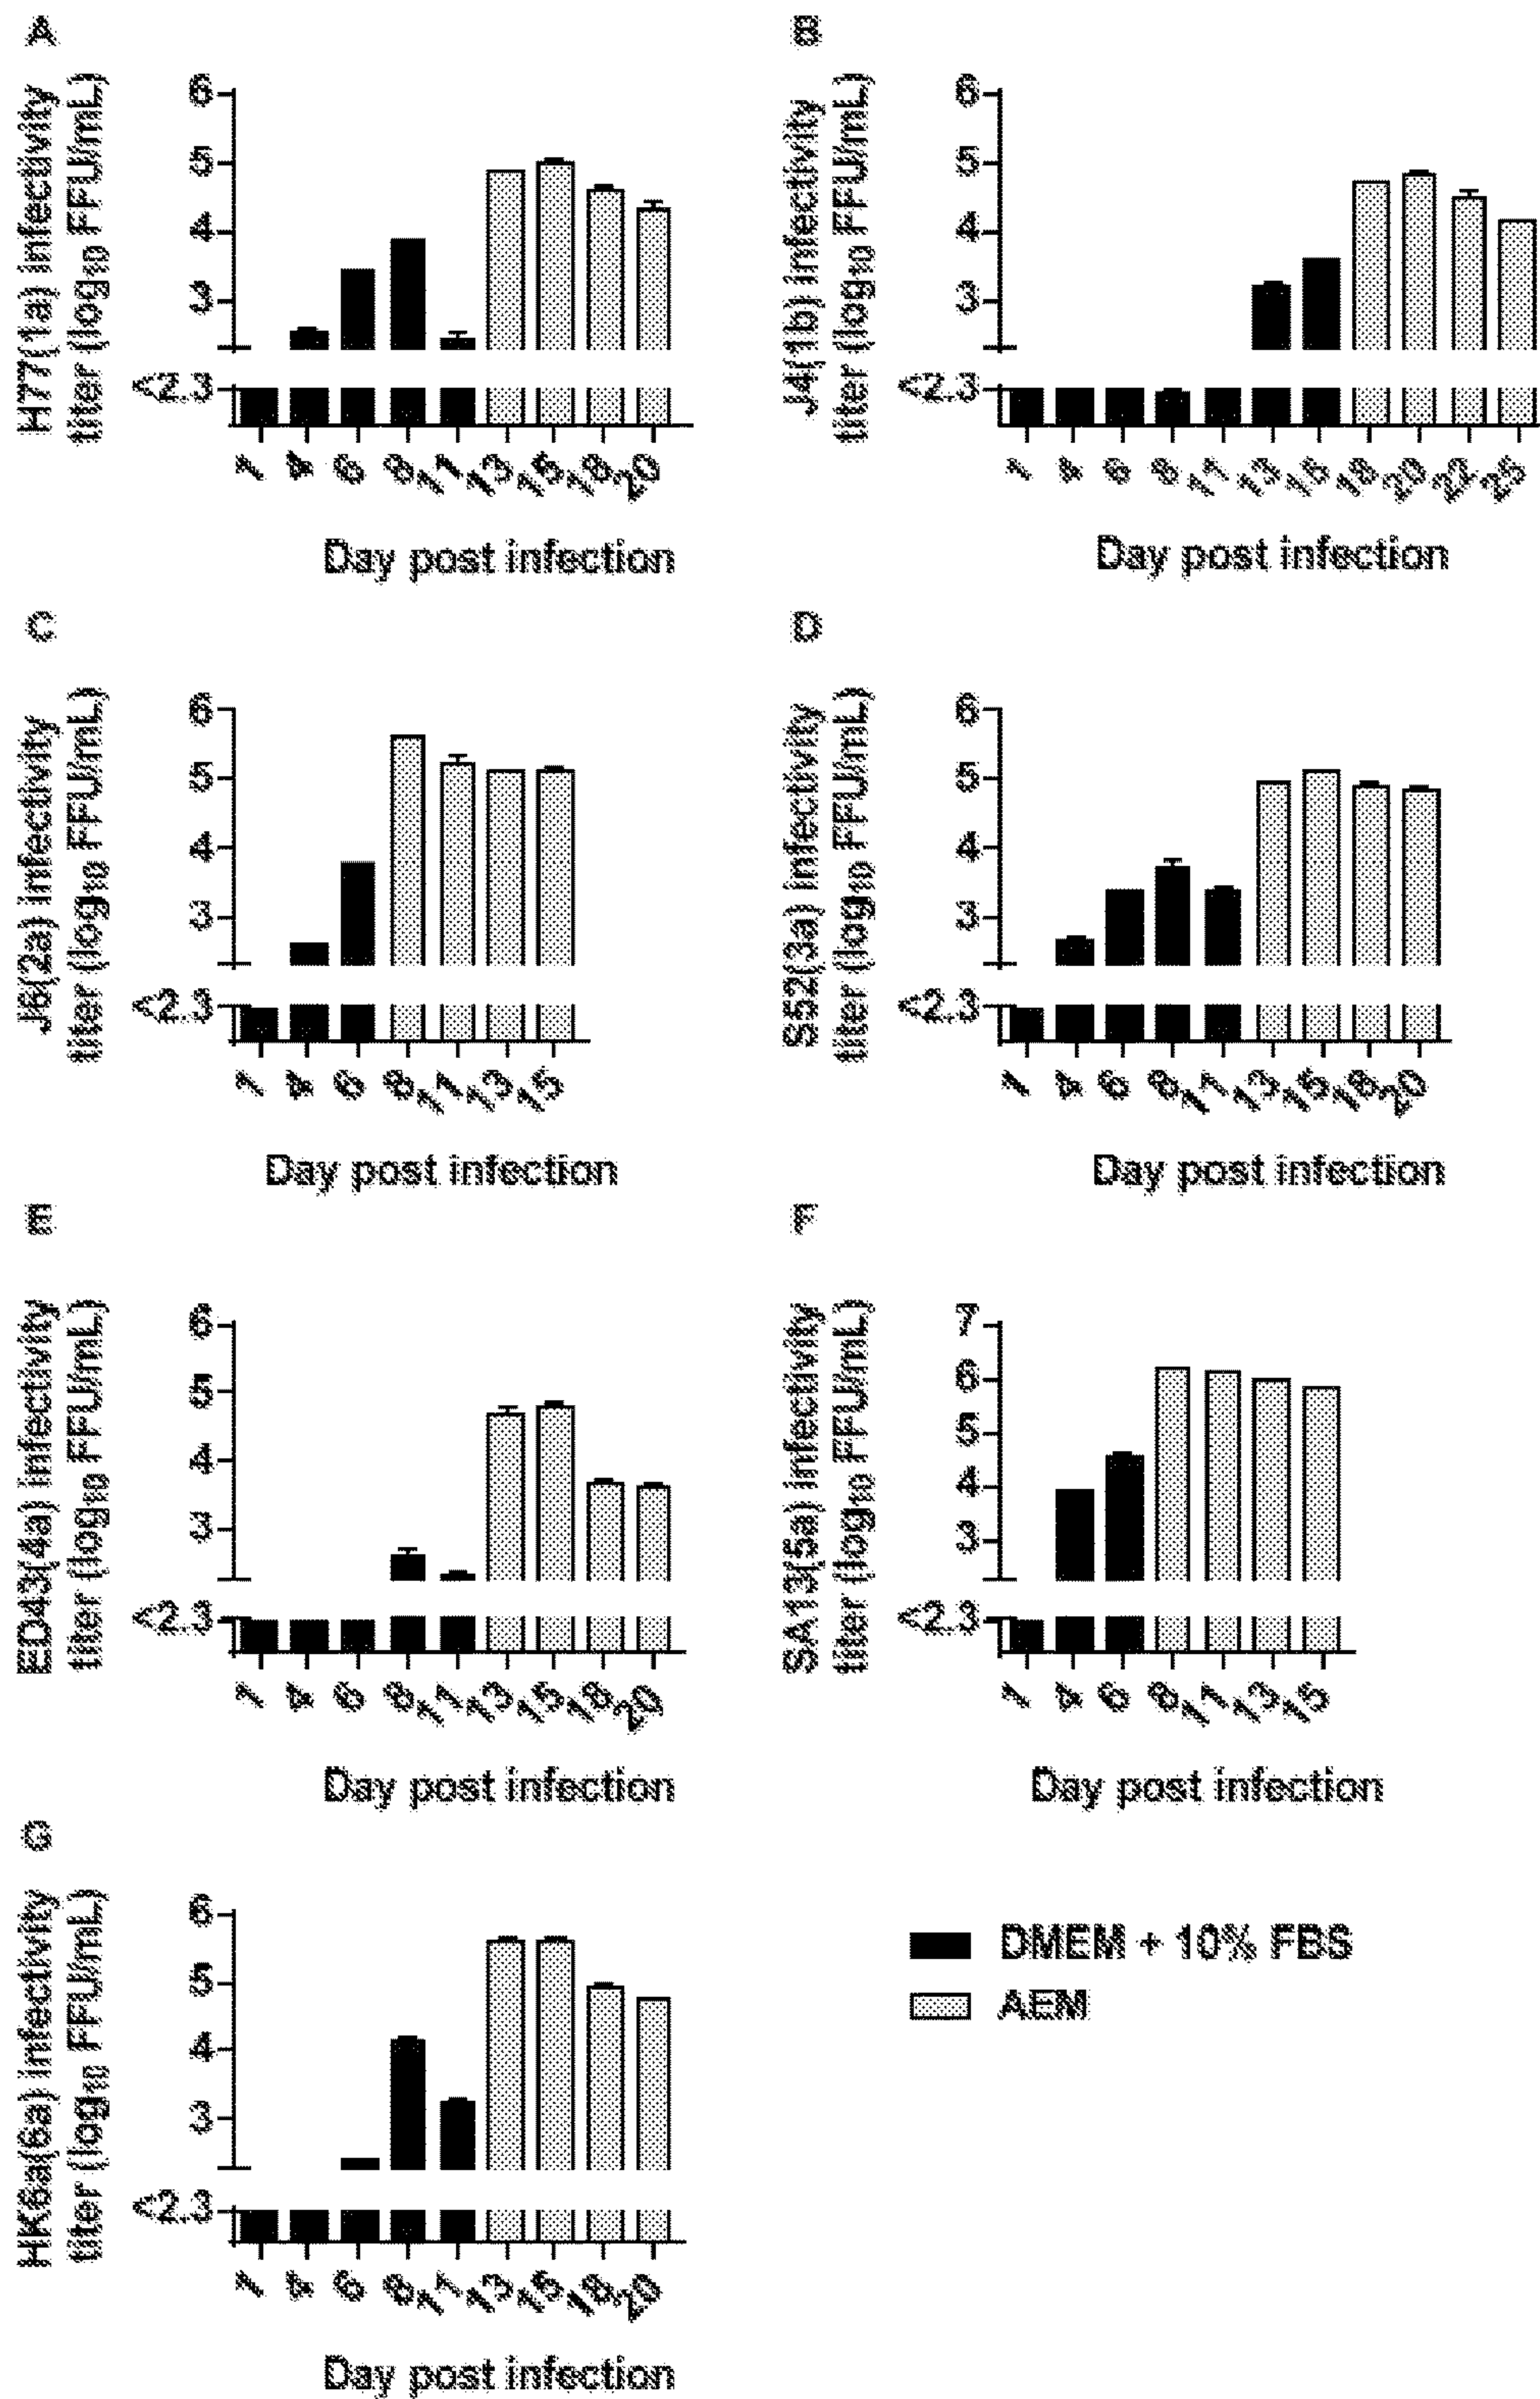 A
H77(1a) infectivity
titer (log10 FFU/mL)
6
5
4
3
<2.3
1 4 6 8 11 13 15 18 20
Day post infection
B
J4(1b) infectivity
titer (log10 FFU/mL)
6
5
4
3
<2.3
1 4 6 8 11 13 15 18 20 22 25
Day post infection
C
J6(2a) infectivity
titer (log10 FFU/mL)
6
5
4
3
<2.3
1 4 6 8 11 13 15
Day post infection
D
S52(3a) infectivity
titer (log10 FFU/mL)
6
5
4
3
<2.3
1 4 6 8 11 13 15 18 20
Day post infection
E
ED43(4a) infectivity
titer (log10 FFU/mL)
6
5
4
3
<2.3
1 4 6 8 11 13 15 18 20
Day post infection
F
SA13(5a) infectivity
titer (log10 FFU/mL)
7
6
5
4
3
<2.3
1 4 6 8 11 13 15
Day post infection
G
HK6a(6a) infectivity
titer (log10 FFU/mL)
6
5
4
3
<2.3
1 4 6 8 11 13 15 18 20
Day post infection
DMEM + 10% FBS
AEM